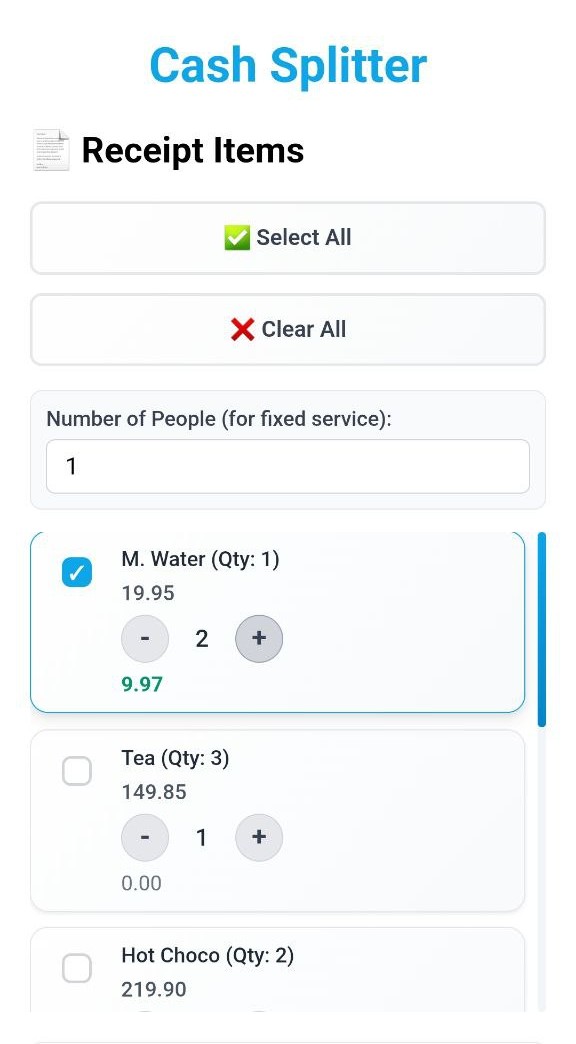 Cash Splitter
Receipt Items
Select All
Clear All
Number of People (for fixed service):
1
M. Water (Qty: 1)
19.95
- 2 +
9.97
Tea (Qty: 3)
149.85
- 1 +
0.00
Hot Choco (Qty: 2)
219.90